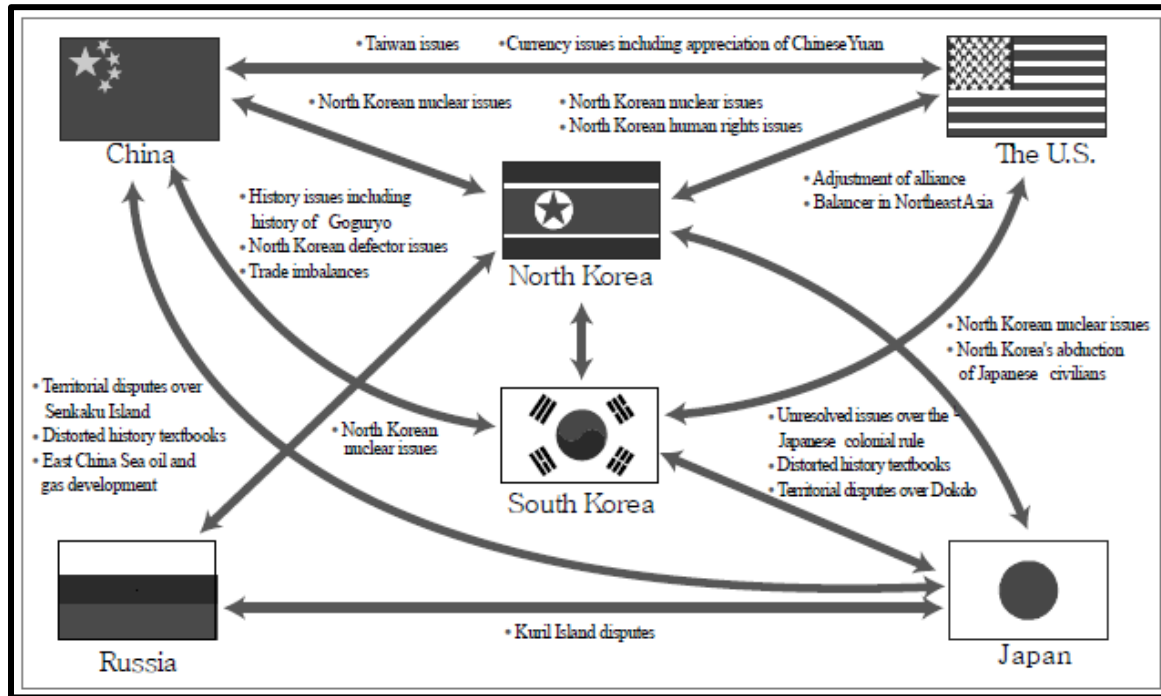 • Taiwan issues • Currency issues including appreciation of Chinese Yuan
China
The U.S.
• North Korean nuclear issues
• North Korean nuclear issues
• North Korean human rights issues
• History issues including
history of Goguryo
• North Korean defector issues
• Trade imbalances
• Adjustment of alliance
• Balancer in Northeast Asia
North Korea
• North Korean nuclear issues
• North Korea's abduction
of Japanese civilians
• Territorial disputes over
Senkaku Island
• Distorted history textbooks
• East China Sea oil and
gas development
• North Korean
nuclear issues
• Unresolved issues over the
Japanese colonial rule
• Distorted history textbooks
• Territorial disputes over Dokdo
South Korea
• Kuril Island disputes
Russia
Japan